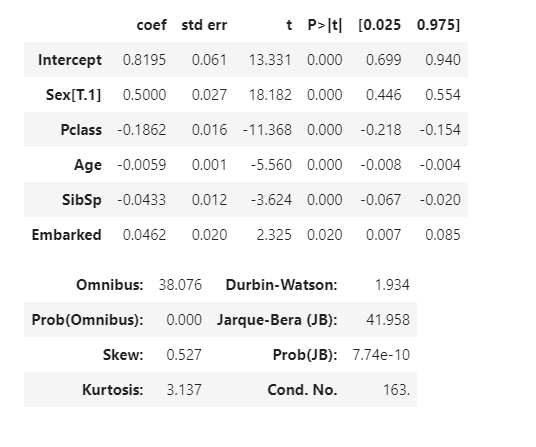 coef std err t P>|t| [0.025 0.975]
Intercept 0.8195 0.061 13.331 0.000 0.699 0.940
Sex[T.1] 0.5000 0.027 18.182 0.000 0.446 0.554
Pclass -0.1862 0.016 -11.368 0.000 -0.218 -0.154
Age -0.0059 0.001 -5.560 0.000 -0.008 -0.004
SibSp -0.0433 0.012 -3.624 0.000 -0.067 -0.020
Embarked 0.0462 0.020 2.325 0.020 0.007 0.085
Omnibus: 38.076 Durbin-Watson: 1.934
Prob(Omnibus): 0.000 Jarque-Bera (JB): 41.958
Skew: 0.527 Prob(JB): 7.74e-10
Kurtosis: 3.137 Cond. No. 163.